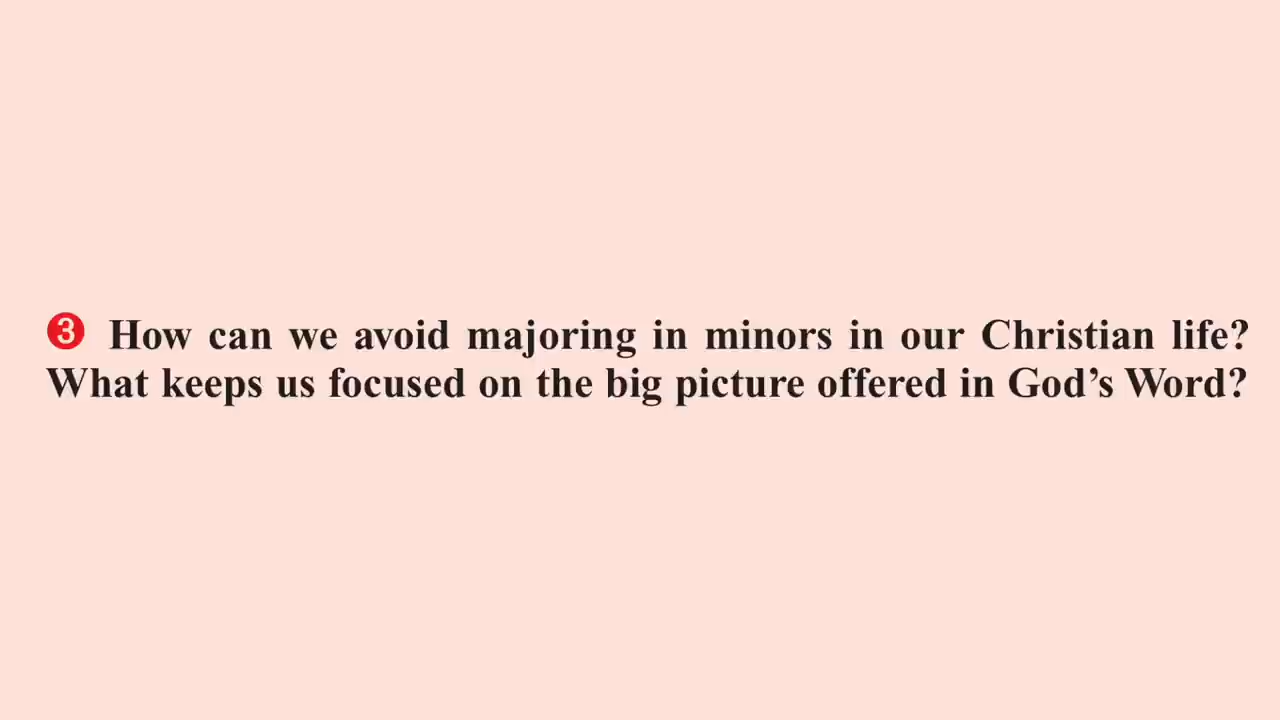 ❸ How can we avoid majoring in minors in our Christian life?
What keeps us focused on the big picture offered in God’s Word?